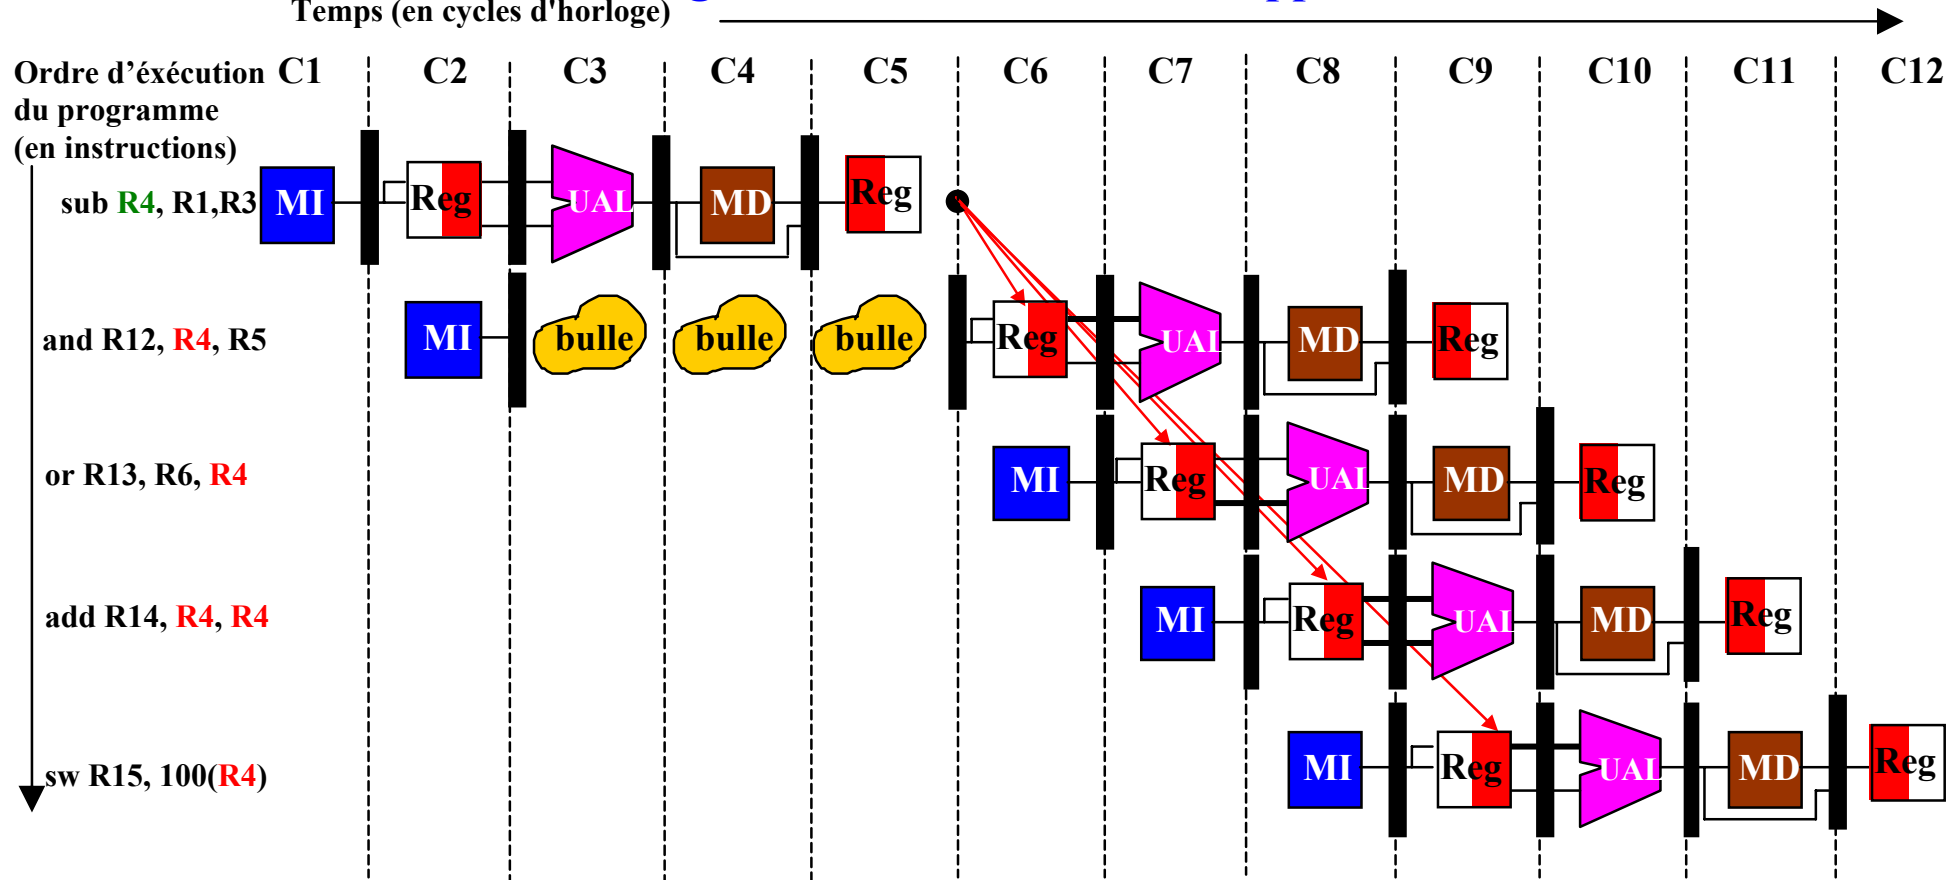 Temps (en cycles d'horloge)
Ordre d'éxécution C1 C2 C3 C4 C5 C6 C7 C8 C9 C10 C11 C12
du programme
(en instructions)
sub R4, R1,R3 MI Reg UAL MD Reg
and R12, R4, R5 MI bulle bulle bulle Reg UAL MD Reg
or R13, R6, R4 MI Reg UAL MD Reg
add R14, R4, R4 MI Reg UAL MD Reg
sw R15, 100(R4) MI Reg UAL MD Reg